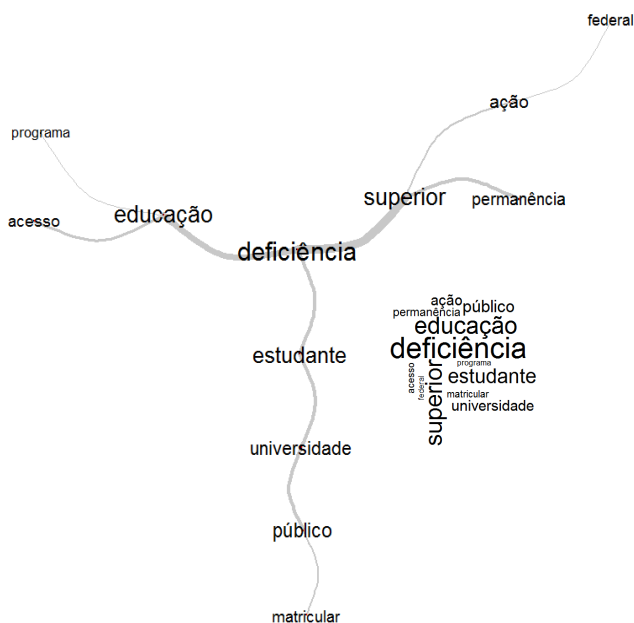 federal
ação
programa
superior
permanência
educação
acesso
deficiência
estudante
universidade
público
matricular
ação
público
permanência
educação
deficiência
programa
acesso
federal
superior
estudante
matricular
universidade